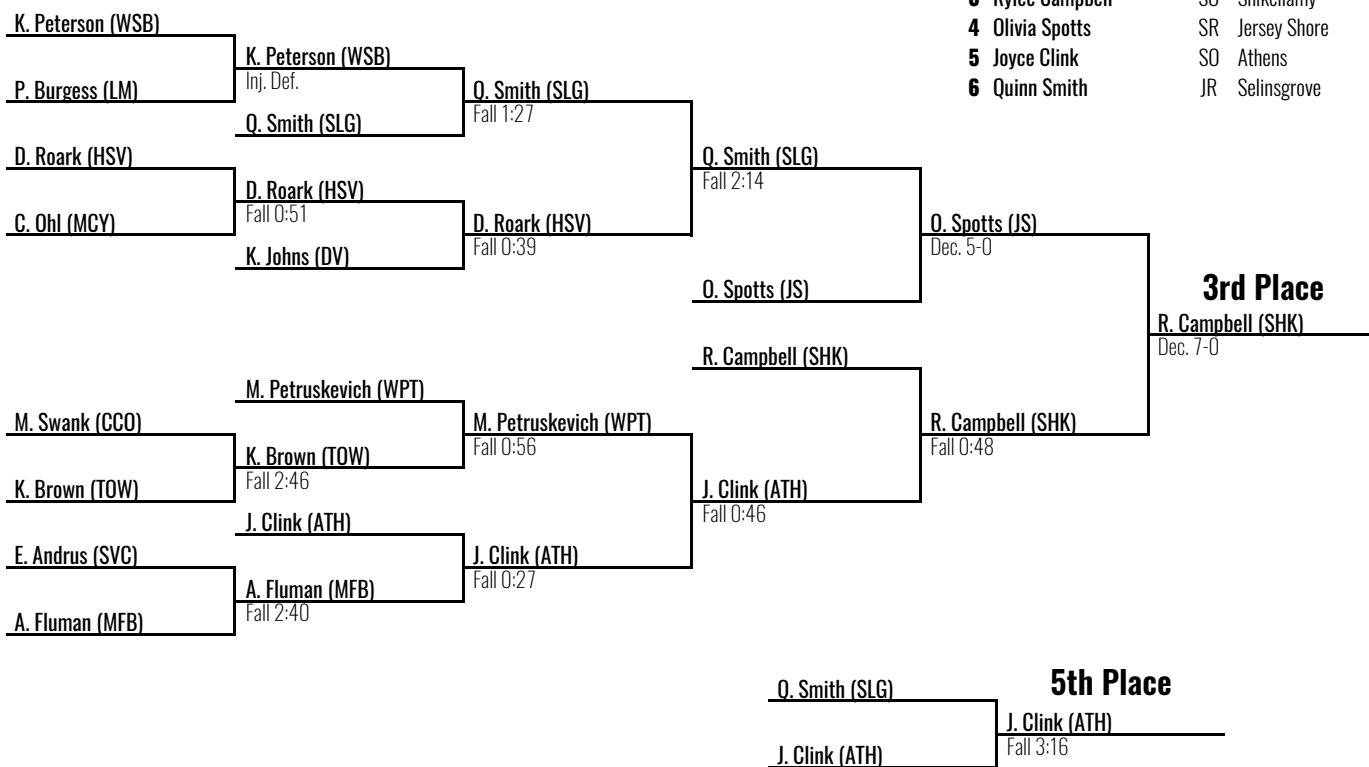 3 Rylee Campbell SO Shikellamy
4 Olivia Spotts SR Jersey Shore
5 Joyce Clink SO Athens
6 Quinn Smith JR Selinsgrove
K. Peterson (WSB)
P. Burgess (LM)
D. Roark (HSV)
C. Ohl (MCY)
M. Swank (CCO)
K. Brown (TOW)
E. Andrus (SVC)
A. Fluman (MFB)
K. Peterson (WSB)
Inj. Def.
Q. Smith (SLG)
D. Roark (HSV)
Fall 0:51
K. Johns (DV)
M. Petruskevich (WPT)
K. Brown (TOW)
Fall 2:46
J. Clink (ATH)
A. Fluman (MFB)
Fall 2:40
Q. Smith (SLG)
Fall 1:27
D. Roark (HSV)
Fall 0:39
M. Petruskevich (WPT)
Fall 0:56
J. Clink (ATH)
Fall 0:27
Q. Smith (SLG)
Fall 2:14
O. Spotts (JS)
R. Campbell (SHK)
J. Clink (ATH)
Fall 0:46
O. Spotts (JS)
Dec. 5-0
R. Campbell (SHK)
Fall 0:48
3rd Place
R. Campbell (SHK)
Dec. 7-0
5th Place
Q. Smith (SLG)
J. Clink (ATH)
J. Clink (ATH)
Fall 3:16